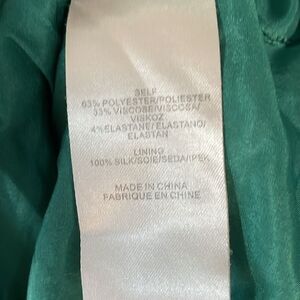 SELF
63% POLYESTER/POLIESTER
33% VISCOSE/VISCOSA/
VISKOZ
4% ELASTANE/ELASTANO/
ELASTAN
LINING
100% SILK/SOIE/SEDA/IPEK
MADE IN CHINA
FABRIQUE EN CHINE